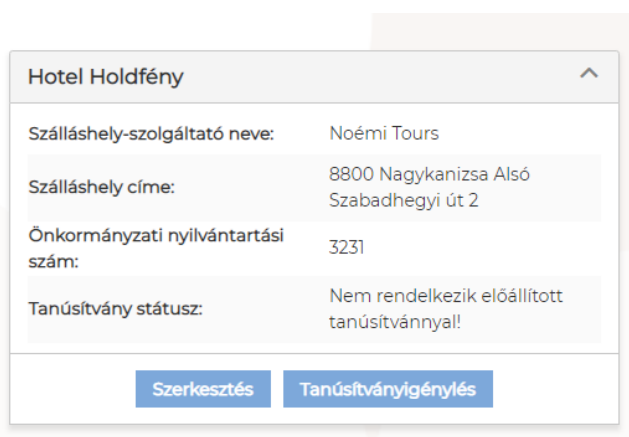 Hotel Holdfény
Szálláshely-szolgáltató neve:
Noémi Tours
Szálláshely címe:
8800 Nagykanizsa Alsó
Szabadhegyi út 2
Önkormányzati nyilvántartási
szám:
3231
Tanúsítvány státusz:
Nem rendelkezik előállított
tanúsítvánnyal!
Szerkesztés
Tanúsítványigénylés